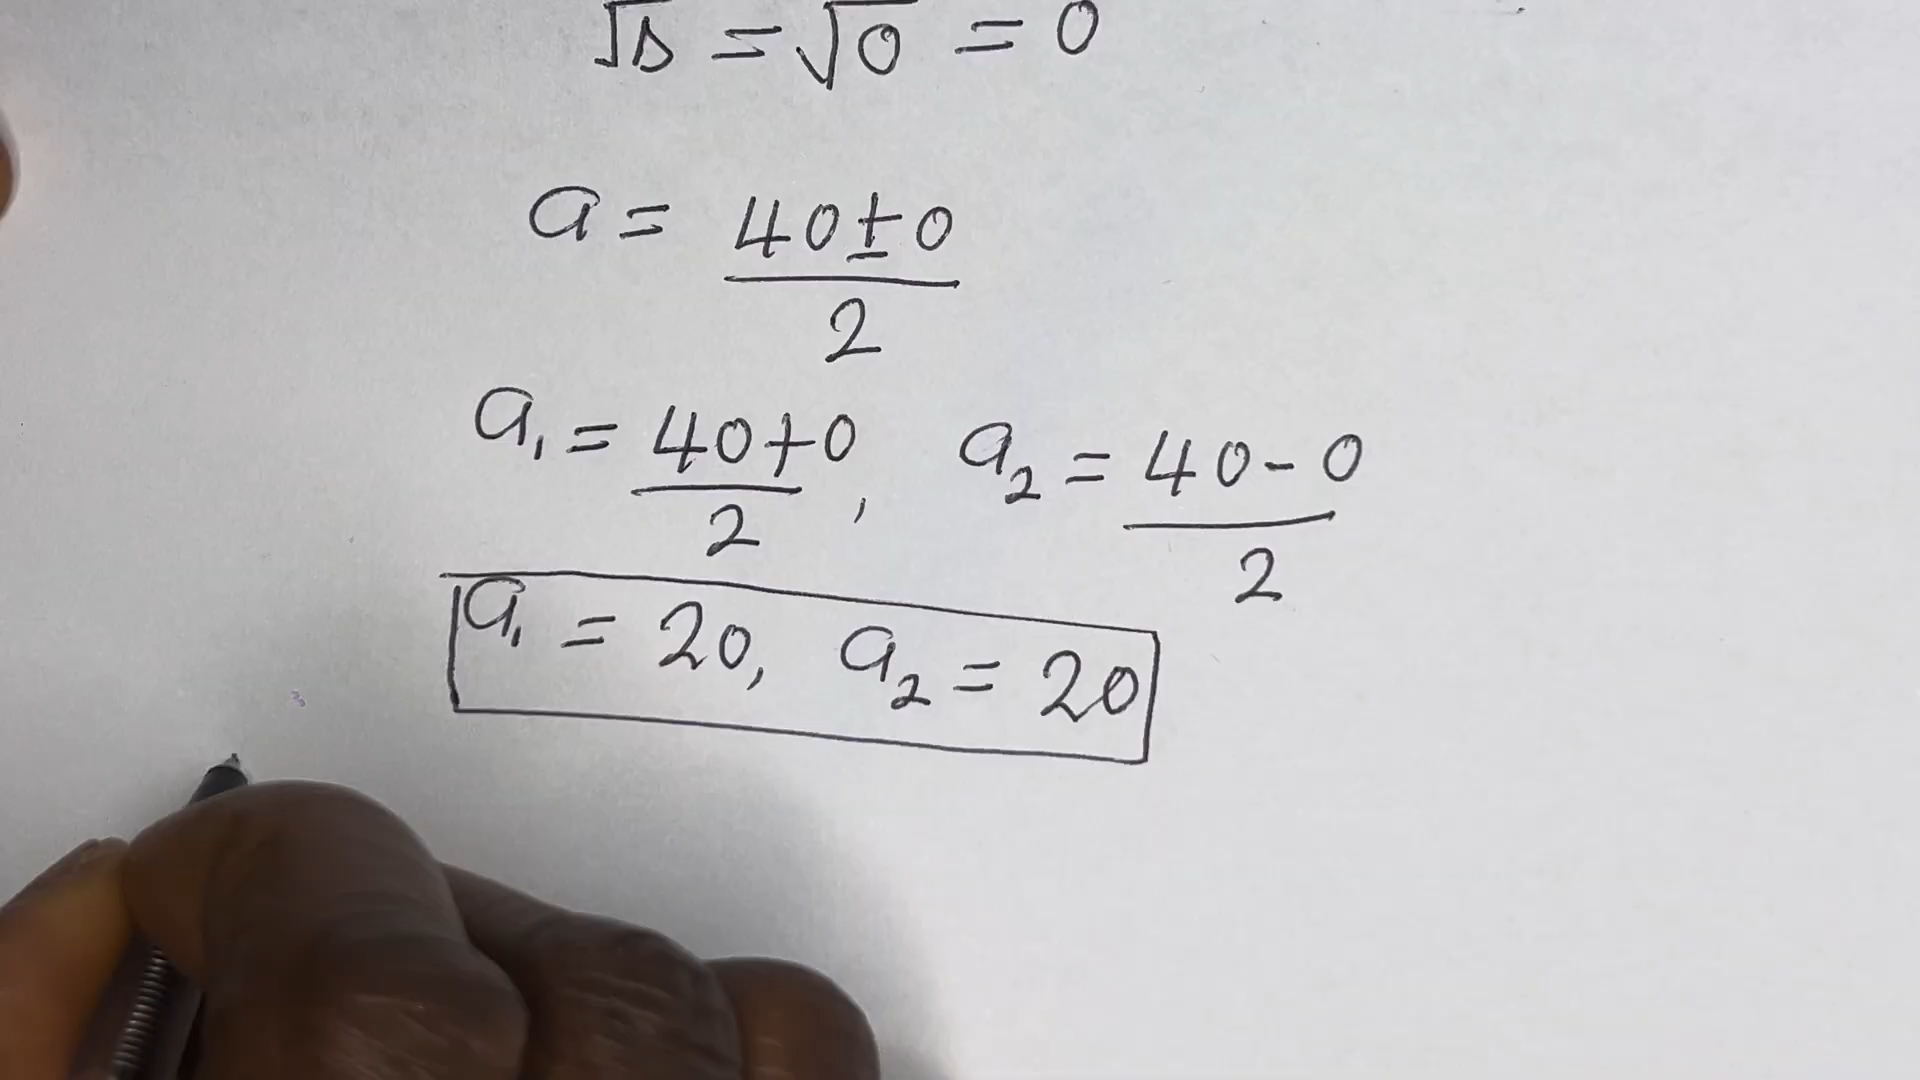 √Δ = √0 = 0
a = (40 ± 0)/2
a₁ = (40+0)/2, a₂ = (40-0)/2
a₁ = 20, a₂ = 20